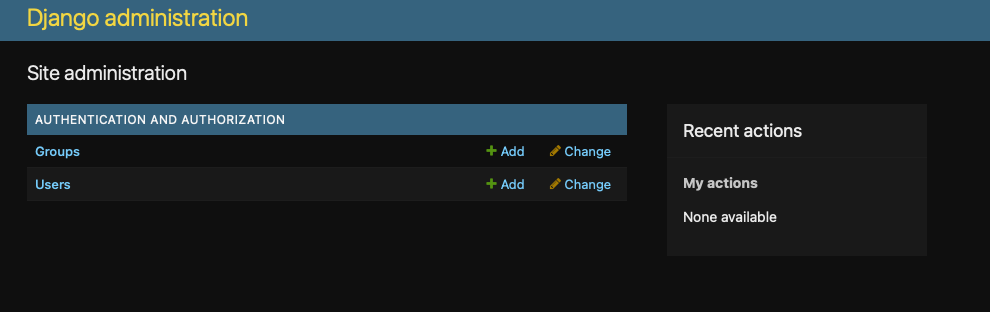 Django administration
Site administration
AUTHENTICATION AND AUTHORIZATION
Groups Add Change
Users Add Change
Recent actions
My actions
None available